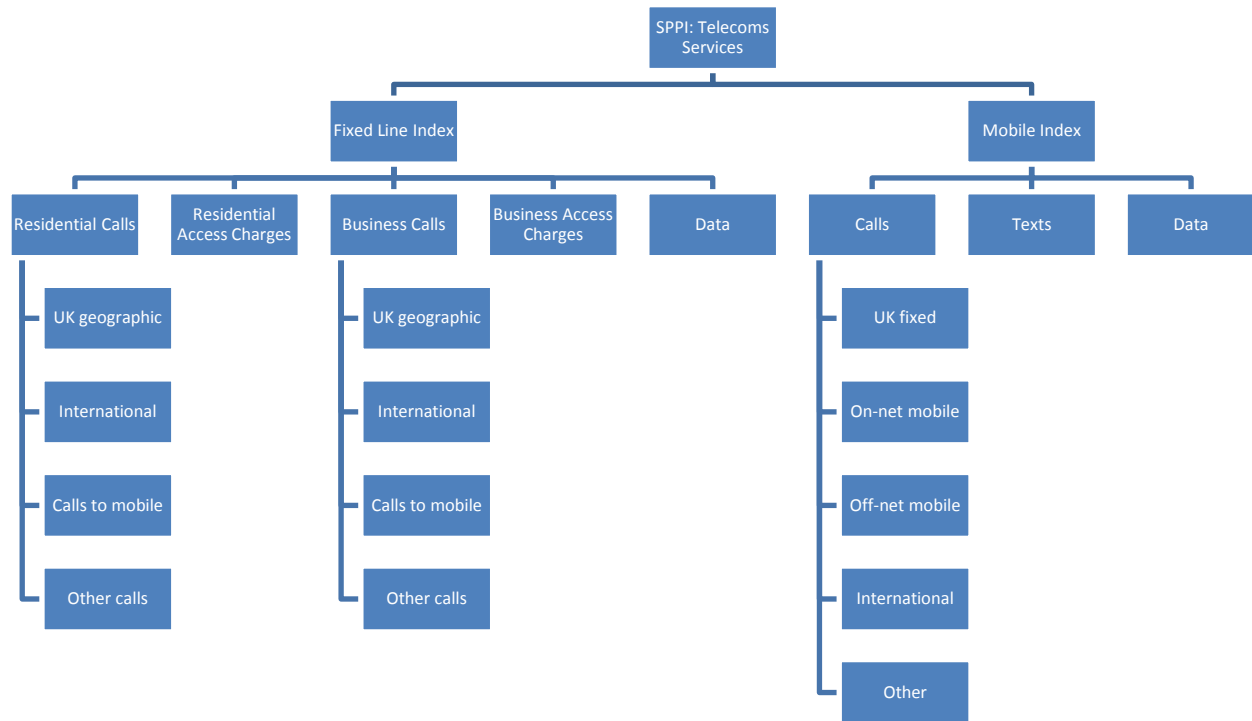 SPPI: Telecoms
Services
Fixed Line Index
Mobile Index
Residential Calls
Residential
Access Charges
Business Calls
Business Access
Charges
Data
Calls
Texts
Data
UK geographic
UK geographic
UK fixed
International
International
On-net mobile
Calls to mobile
Calls to mobile
Off-net mobile
Other calls
Other calls
International
Other